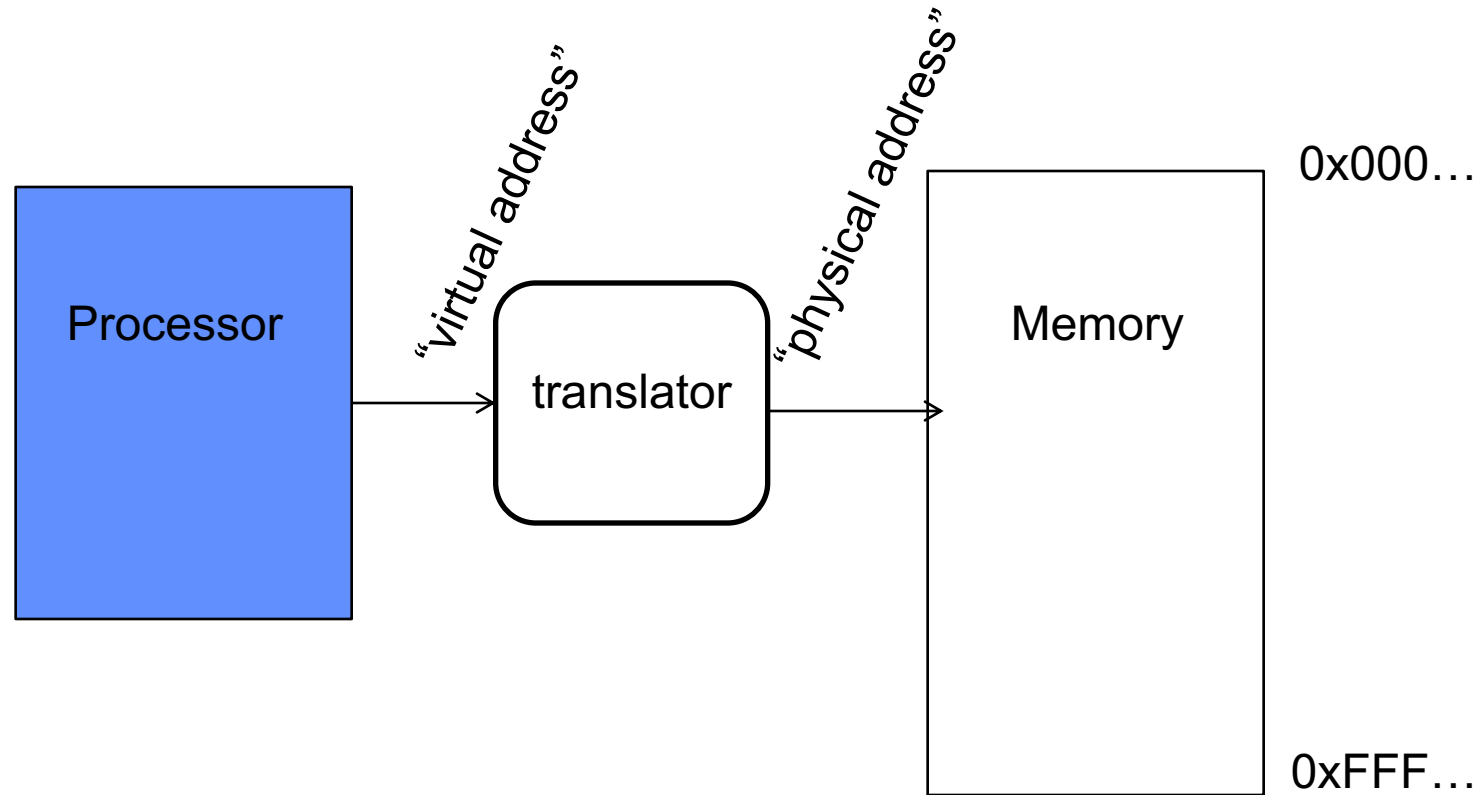 “virtual address”
“physical address”
0x000…
Processor
Memory
translator
0xFFF…